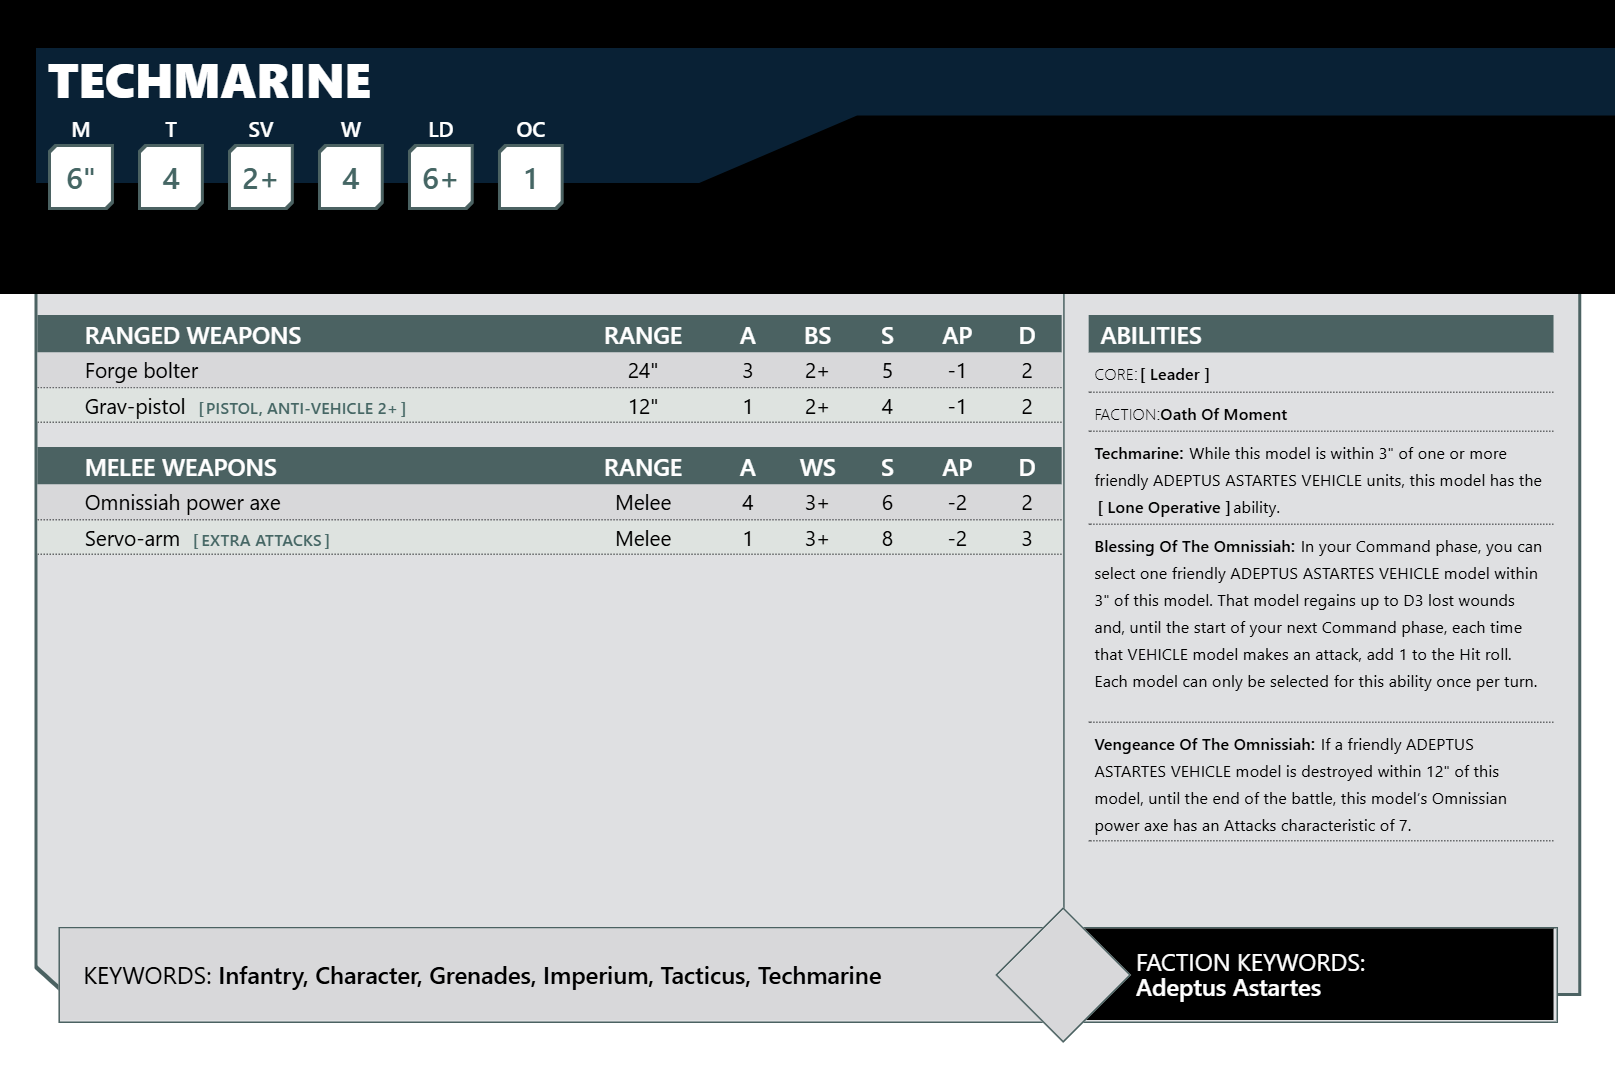 TECHMARINE
M T SV W LD OC
6" 4 2+ 4 6+ 1
RANGED WEAPONS RANGE A BS S AP D
Forge bolter 24" 3 2+ 5 -1 2
Grav-pistol [PISTOL, ANTI-VEHICLE 2+] 12" 1 2+ 4 -1 2
MELEE WEAPONS RANGE A WS S AP D
Omnissiah power axe Melee 4 3+ 6 -2 2
Servo-arm [EXTRA ATTACKS] Melee 1 3+ 8 -2 3
ABILITIES
CORE:[ Leader ]
FACTION:Oath Of Moment
Techmarine: While this model is within 3" of one or more
friendly ADEPTUS ASTARTES VEHICLE units, this model has the
[ Lone Operative ] ability.
Blessing Of The Omnissiah: In your Command phase, you can
select one friendly ADEPTUS ASTARTES VEHICLE model within
3" of this model. That model regains up to D3 lost wounds
and, until the start of your next Command phase, each time
that VEHICLE model makes an attack, add 1 to the Hit roll.
Each model can only be selected for this ability once per turn.
Vengeance Of The Omnissiah: If a friendly ADEPTUS
ASTARTES VEHICLE model is destroyed within 12" of this
model, until the end of the battle, this model’s Omnissian
power axe has an Attacks characteristic of 7.
KEYWORDS: Infantry, Character, Grenades, Imperium, Tacticus, Techmarine
FACTION KEYWORDS:
Adeptus Astartes